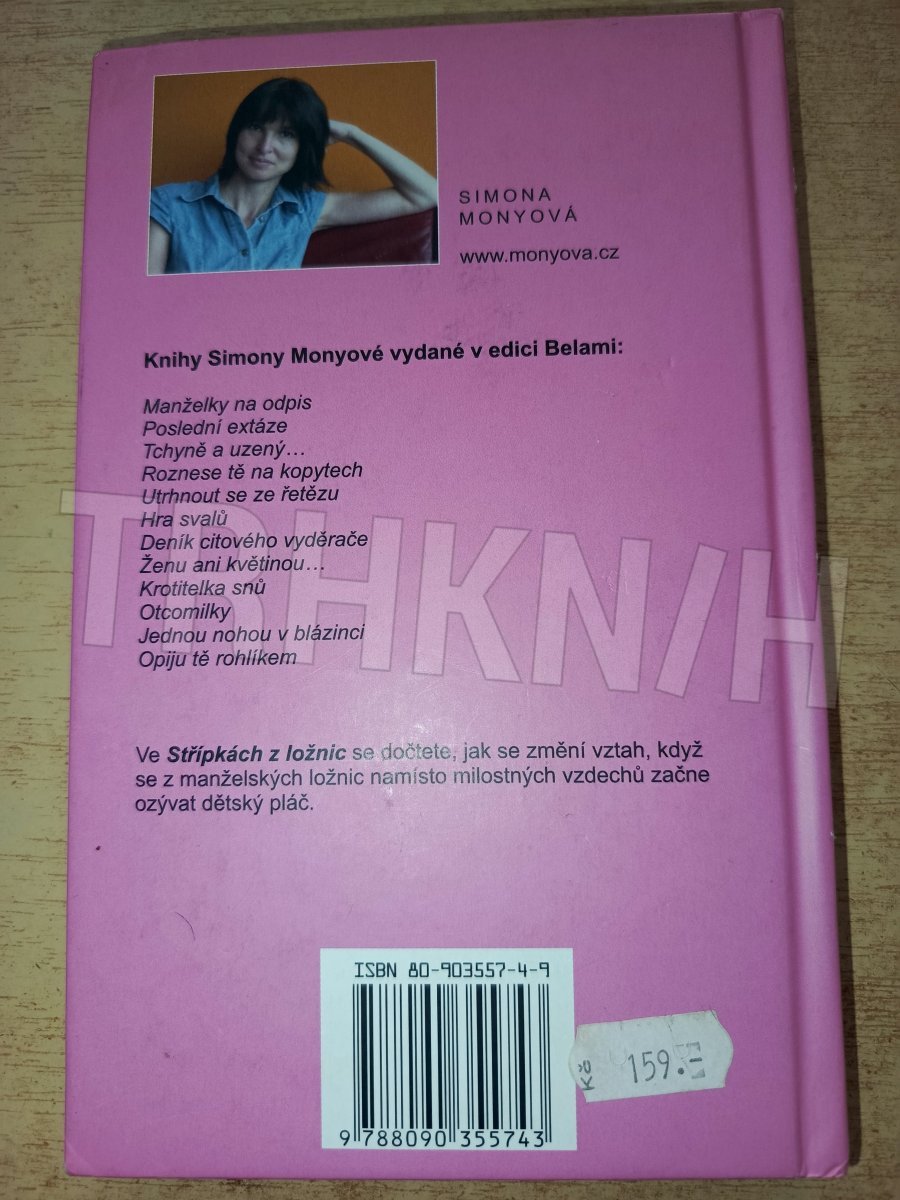 SIMONA
MONYOVÁ
www.monyova.cz
Knihy Simony Monyové vydané v edici Belami:
Manželky na odpis
Poslední extáze
Tchyně a uzený...
Roznese tě na kopytech
Utrhnout se ze řetězu
Hra svalů
Deník citového vyděrače
Ženu ani květinou...
Krotitelka snů
Otcomilky
Jednou nohou v blázinci
Opiju tě rohlíkem
TRHKNIH
Ve Střípkách z ložnic se dočtete, jak se změní vztah, když
se z manželských ložnic namísto milostných vzdechů začne
ozývat dětský pláč.
ISBN 80-903557-4-9
9 788090 355743
Kč 159.=